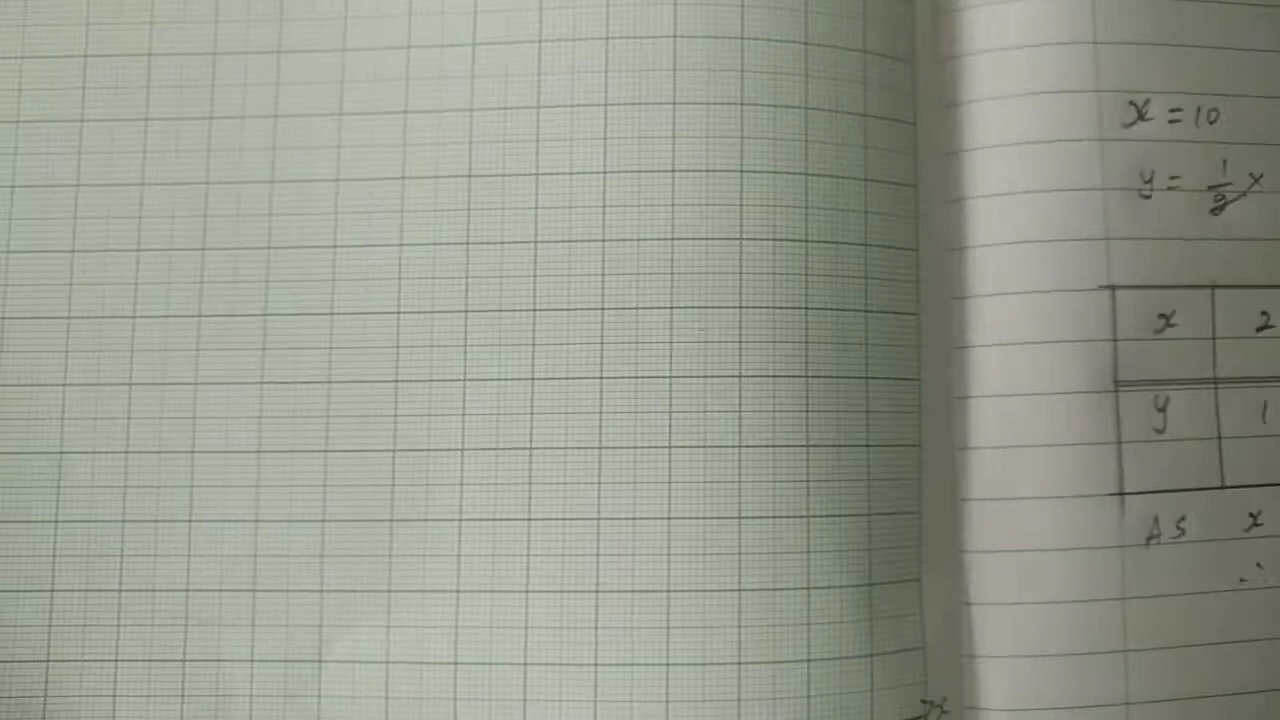 x = 10
y = 1/2 x
x 2
y 1
As x
∴
x